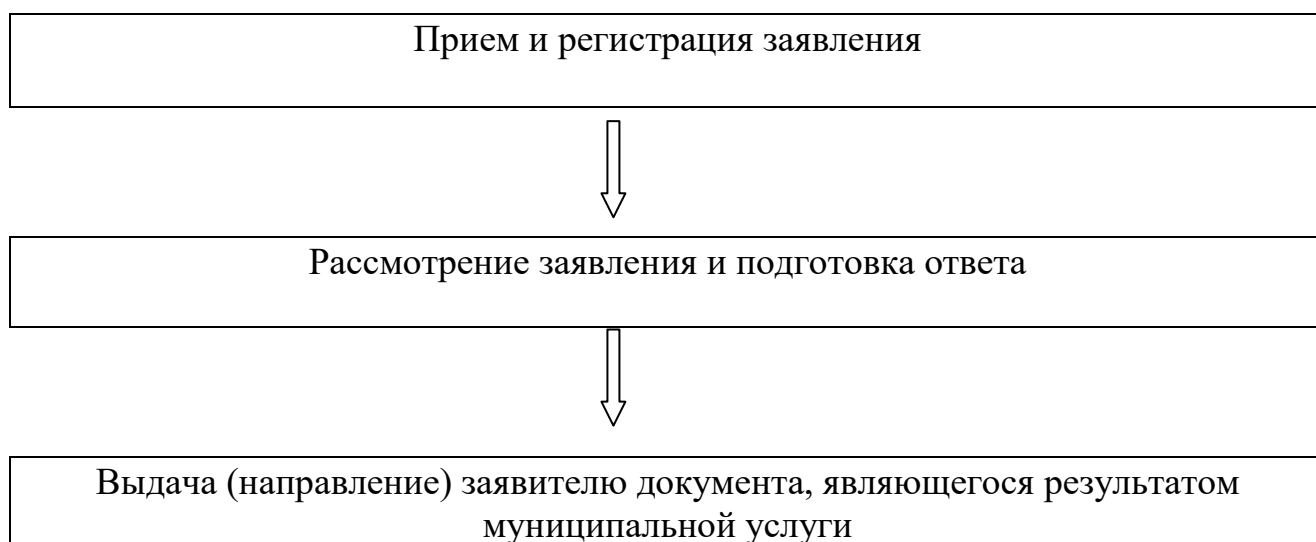 Прием и регистрация заявления
Рассмотрение заявления и подготовка ответа
Выдача (направление) заявителю документа, являющегося результатом
муниципальной услуги